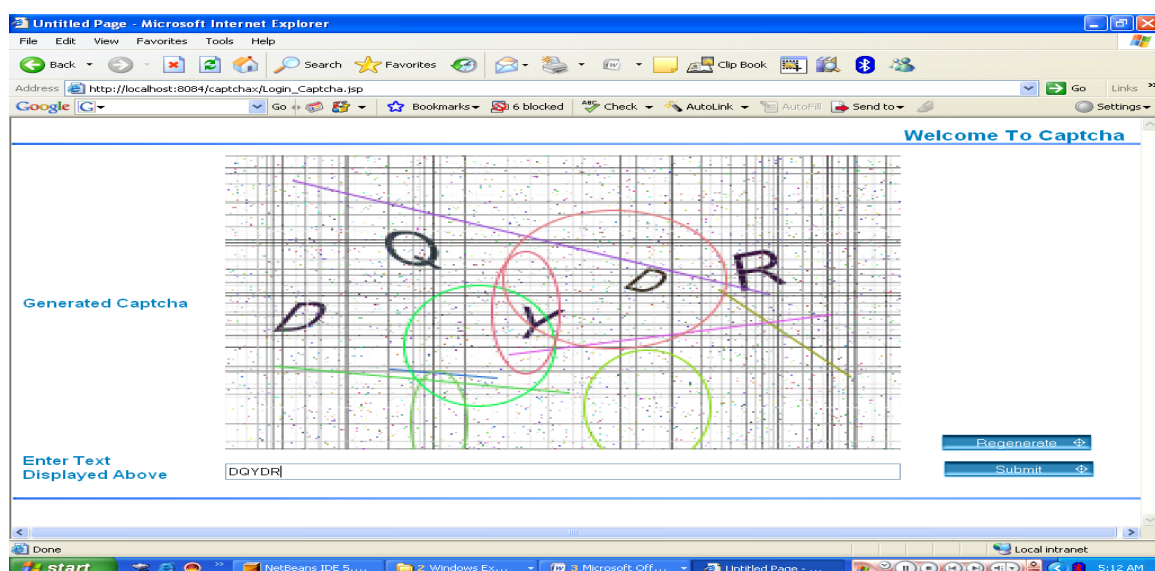 Untitled Page - Microsoft Internet Explorer
File Edit View Favorites Tools Help
Back Search Favorites Clip Book
Address http://localhost:8084/captchax/Login_Captcha.jsp Go Links »
Google G Go Bookmarks 6 blocked ABC Check AutoLink AutoFill Send to Settings
Welcome To Captcha
Q
D R
Generated Captcha D Y
Regenerate
Enter Text
Displayed Above DQYDR Submit
Done Local intranet
start » NetBeans IDE 5.... 2 Windows Ex... 3 Microsoft Off... Untitled Page - ... 5:12 AM